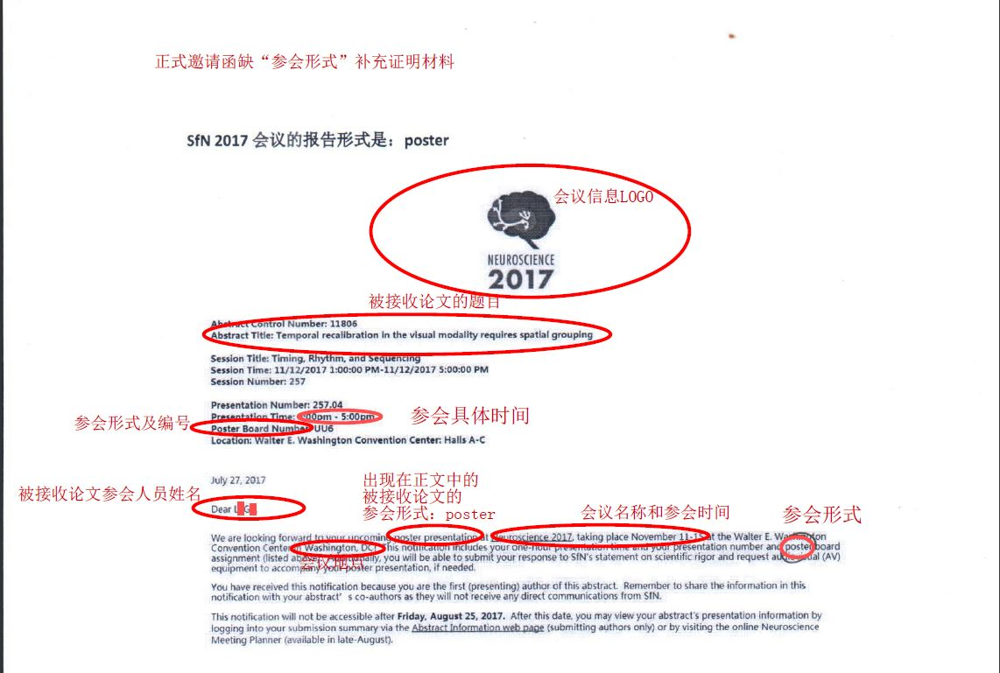 正式邀请函缺“参会形式”补充证明材料
SfN 2017 会议的报告形式是：poster
会议信息LOGO
NEUROSCIENCE
2017
被接收论文的题目
Abstract Control Number: 11806
Abstract Title: Temporal recalibration in the visual modality requires spatial grouping
Session Title: Timing, Rhythm, and Sequencing
Session Time: 11/12/2017 1:00:00 PM-11/12/2017 5:00:00 PM
Session Number: 257
Presentation Number: 257.04
Presentation Time: :00pm - 5:00pm
参会具体时间
参会形式及编号
Poster Board Number: UU6
Location: Walter E. Washington Convention Center: Halls A-C
July 27, 2017
出现在正文中的
被接收论文的
参会形式：poster
被接收论文参会人员姓名
Dear L G
会议名称和参会时间
参会形式
We are looking forward to your upcoming poster presentation at Neuroscience 2017, taking place November 11-15 at the Walter E. Washington
Convention Center in Washington, DC! This notification includes your one-hour presentation time and your presentation number and poster board
assignment (listed above). Additionally, you will be able to submit your response to SfN's statement on scientific rigor and request audiovisual (AV)
会议地点
equipment to accompany your poster presentation, if needed.
You have received this notification because you are the first (presenting) author of this abstract. Remember to share the information in this
notification with your abstract’s co-authors as they will not receive any direct communications from SfN.
This notification will not be accessible after Friday, August 25, 2017. After this date, you may view your abstract's presentation information by
logging into your submission summary via the Abstract Information web page (submitting authors only) or by visiting the online Neuroscience
Meeting Planner (available in late-August).